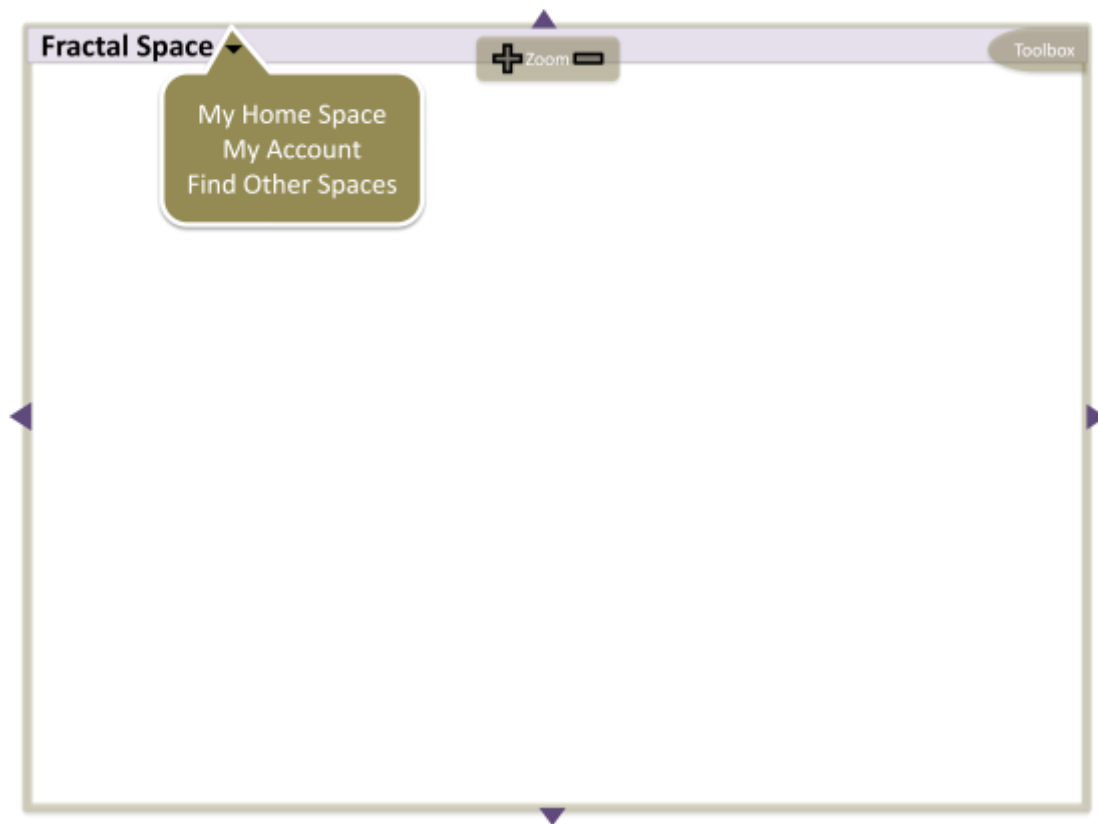 Fractal Space
Zoom
Toolbox
My Home Space
My Account
Find Other Spaces